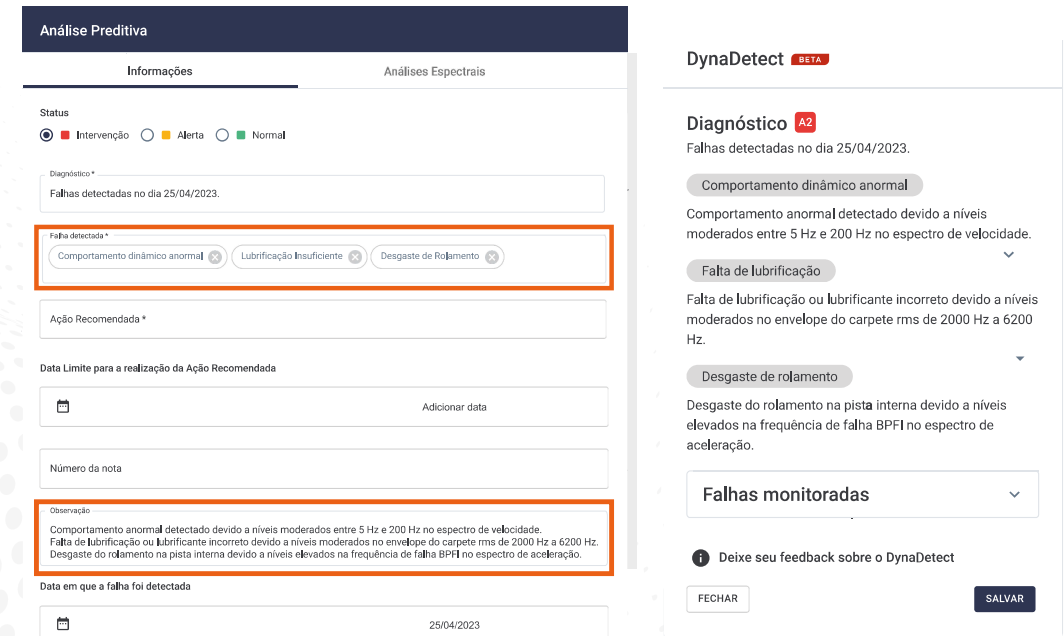 Análise Preditiva
Informações
Análises Espectrais
Status
Intervenção
Alerta
Normal
Diagnóstico *
Falhas detectadas no dia 25/04/2023.
Falha detectada *
Comportamento dinâmico anormal
Lubrificação Insuficiente
Desgaste de Rolamento
Ação Recomendada *
Data Limite para a realização da Ação Recomendada
Adicionar data
Número da nota
Observação
Comportamento anormal detectado devido a níveis moderados entre 5 Hz e 200 Hz no espectro de velocidade.
Falta de lubrificação ou lubrificante incorreto devido a níveis moderados no envelope do carpete rms de 2000 Hz a 6200 Hz.
Desgaste do rolamento na pista interna devido a níveis elevados na frequência de falha BPFI no espectro de aceleração.
Data em que a falha foi detectada
25/04/2023
DynaDetect BETA
Diagnóstico A2
Falhas detectadas no dia 25/04/2023.
Comportamento dinâmico anormal
Comportamento anormal detectado devido a níveis
moderados entre 5 Hz e 200 Hz no espectro de velocidade.
Falta de lubrificação
Falta de lubrificação ou lubrificante incorreto devido a níveis
moderados no envelope do carpete rms de 2000 Hz a 6200
Hz.
Desgaste de rolamento
Desgaste do rolamento na pista interna devido a níveis
elevados na frequência de falha BPFI no espectro de
aceleração.
Falhas monitoradas
Deixe seu feedback sobre o DynaDetect
FECHAR
SALVAR